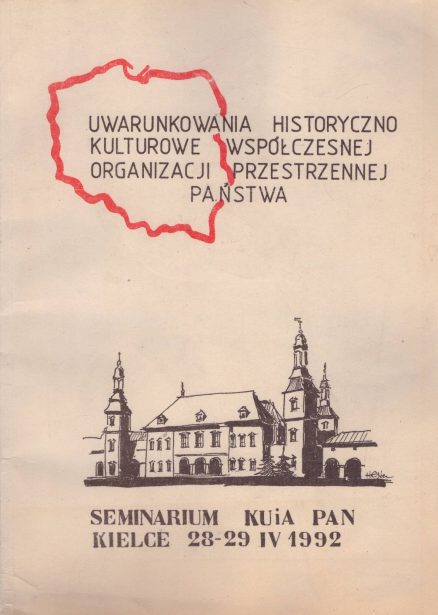 UWARUNKOWANIA HISTORYCZNO
KULTUROWE WSPÓŁCZESNEJ
ORGANIZACJI PRZESTRZENNEJ
PAŃSTWA
SEMINARIUM KUiA PAN
KIELCE 28-29 IV 1992